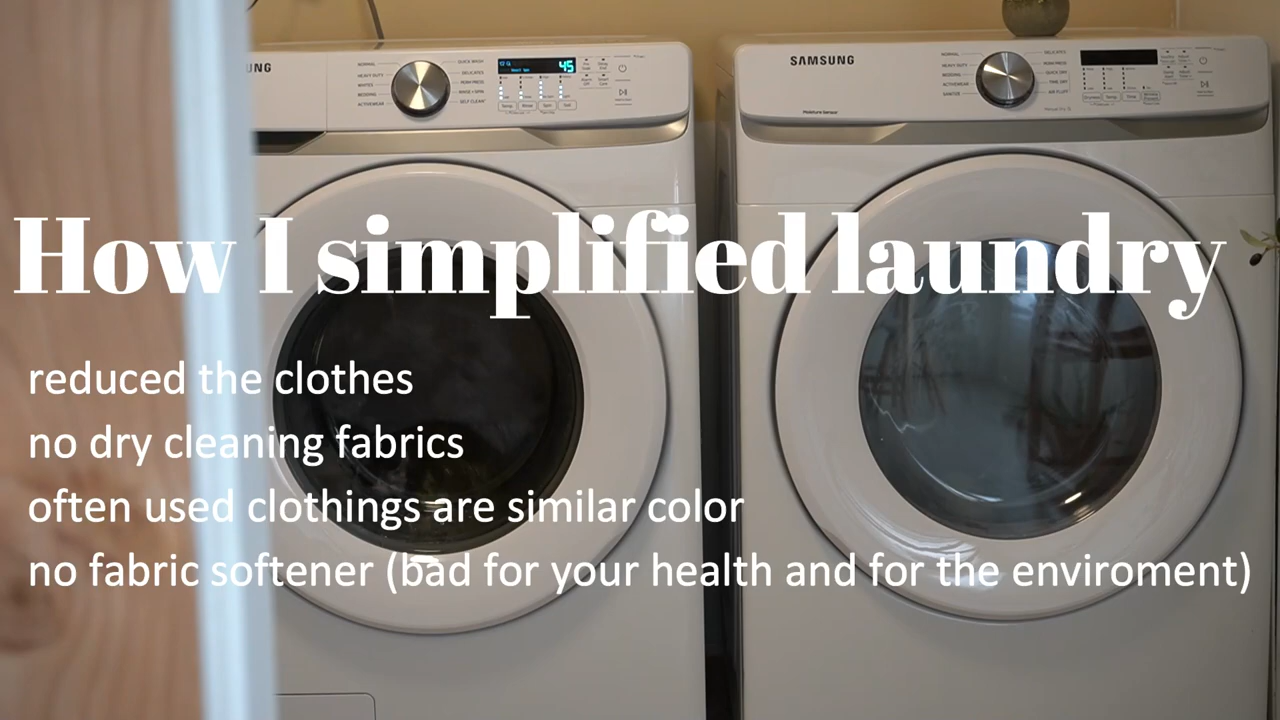 SAMSUNG
45
How I simplified laundry
reduced the clothes
no dry cleaning fabrics
often used clothings are similar color
no fabric softener (bad for your health and for the enviroment)